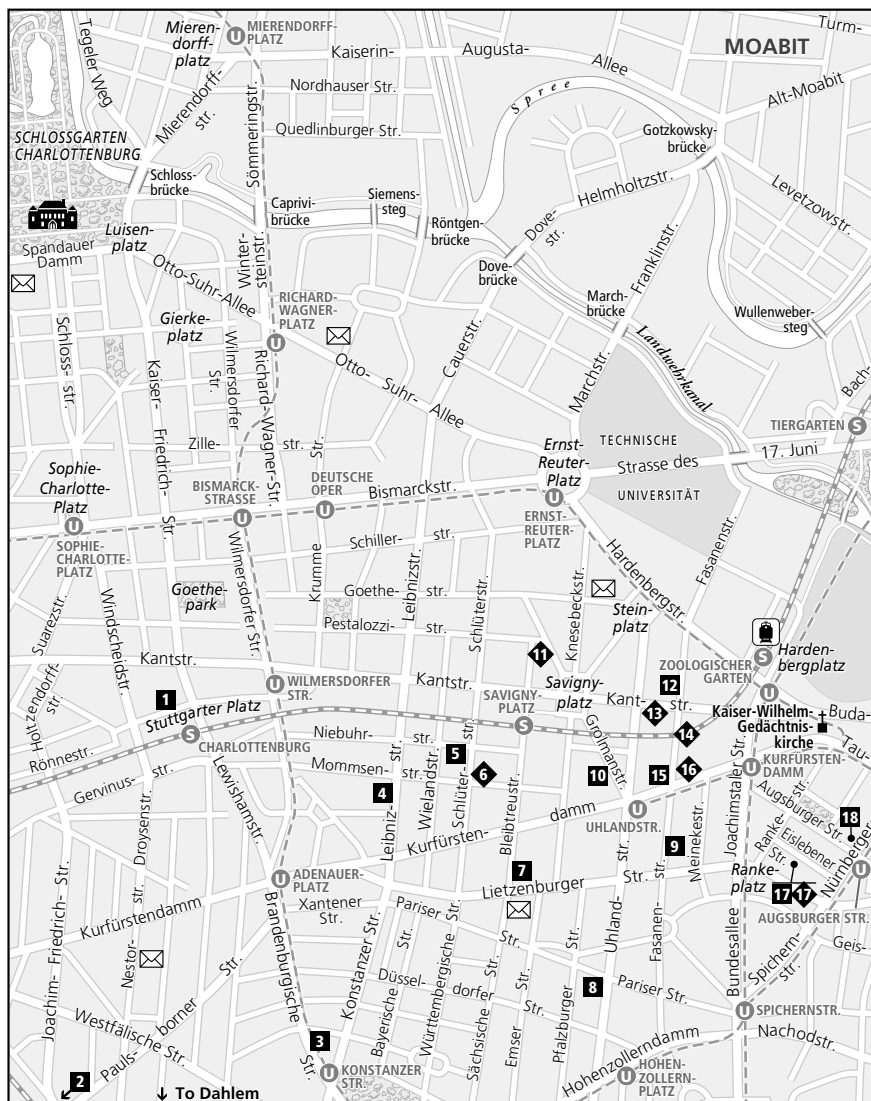 Turm-
MIERENDORFF-
PLATZ
U
Mieren-
dorff-
platz
MOABIT
Kaiserin-
Augusta-
Allee
Tegeler Weg
Nordhauser Str.
Alt-Moabit
Mierendorff-
str.
Sömmeringstr.
Spree
Quedlinburger Str.
Gotzkowsky-
brücke
SCHLOSSGARTEN
CHARLOTTENBURG
Schloss-
brücke
Helmholtzstr.
Levetzowstr.
Caprivi-
brücke
Siemens-
steg
Röntgen-
brücke
Dove-
str.
Luisen-
platz
Spandauer
Damm
Winter-
steinstr.
Franklinstr.
Dove-
brücke
Otto-Suhr-Allee
RICHARD-
WAGNER-
PLATZ
U
March-
brücke
Wullenweber-
steg
Gierke-
platz
Schloss-
str.
Kaiser-
Friedrich-
Str.
Wilmersdorfer
Str.
Richard-Wagner-Str.
Otto-
Suhr-
Allee
Cauerstr.
Marchstr.
Landwehrkanal
Bach-
TIERGARTEN
S
Zille-
str.
TECHNISCHE
UNIVERSITÄT
Strasse des
17. Juni
Ernst-
Reuter-
Platz
Sophie-
Charlotte-
Platz
BISMARCK-
STRASSE
U
DEUTSCHE
OPER
U
Bismarckstr.
U
ERNST-
REUTER-
PLATZ
U
SOPHIE-
CHARLOTTE-
PLATZ
Schiller-
str.
Fasanenstr.
Hardenbergstr.
Suarezstr.
Windscheidstr.
Goethe-
park
Wilmersdorfer Str.
Krumme
Str.
Goethe-
str.
Leibnizstr.
Schlüterstr.
Knesebeckstr.
Stein-
platz
Pestalozzi-
str.
11
S
Harden-
bergplatz
ZOOLOGISCHER
GARTEN
U
Kantstr.
U
WILMERSDORFER
STR.
Kantstr.
Savigny-
platz
12
Kant-
str.
13
Holtzendorff-
str.
1
Stuttgarter Platz
SAVIGNY-
PLATZ
S
14
Kaiser-Wilhelm-
Gedächtnis-
kirche
Buda-
Tau-
Rönnestr.
S
CHARLOTTENBURG
Niebuhr-
str.
5
6
Grolmanstr.
10
15
16
U
KURFÜRSTEN-
DAMM
Gervinus-
str.
Lewishamstr.
Mommsen-
str.
4
Leibniz-
str.
Wielandstr.
Schlüter-
str.
Bleibtreustr.
U
UHLANDSTR.
Joachimstaler Str.
Augsburger Str.
18
Droysenstr.
Kurfürsten-
damm
9
Meinekestr.
Ranke-
str.
Eislebener
Str.
Nürnberger
str.
U
AUGSBURGER STR.
7
U
ADENAUER-
PLATZ
Lietzenburger
Str.
Ranke-
platz
17
17
Joachim-
Friedrich-
Str.
Kurfürstendamm
Xantener
Str.
Pariser
Str.
Uhland-
str.
Fasanen-
str.
Bundesallee
Spichern-
str.
Geis-
Nestor-
str.
Paulsborner Str.
Brandenburgische
Str.
Konstanzer Str.
Bayerische
Str.
Düssel-
dorfer
Str.
Württembergische
Str.
Sächsische
Str.
Emser
Str.
Pfalzburger
Str.
8
Pariser Str.
U
SPICHERNSTR.
Westfälische Str.
3
Hohenzollerndamm
Nachodstr.
2
U
KONSTANZER
STR.
U
HOHEN-
ZOLLERN-
PLATZ
To Dahlem